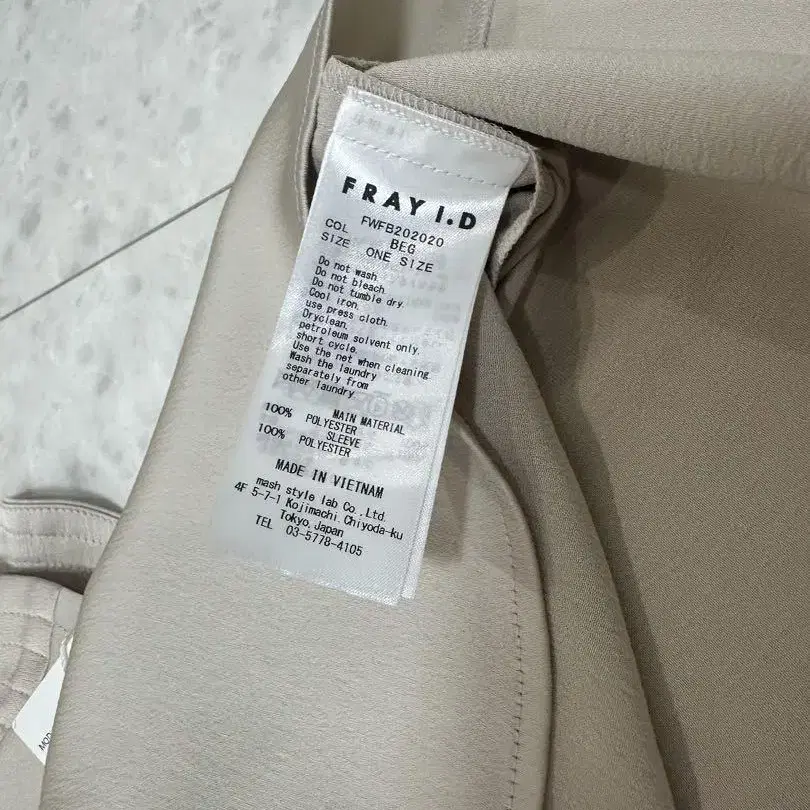 FRAY I.D
FWFB202020
COL BEG
SIZE ONE SIZE
Do not wash
Do not bleach
Do not tumble dry
Cool iron.
use press cloth.
Dryclean.
petroleum solvent only.
short cycle.
Use the net when cleaning
Wash the laundry
separately from
other laundry
MAIN MATERIAL
100% POLYESTER
SLEEVE
100% POLYESTER
MADE IN VIETNAM
mash style lab Co.,Ltd.
4F 5-7-1 Kojimachi.Chiyoda-ku
Tokyo.Japan
TEL 03-5778-4105